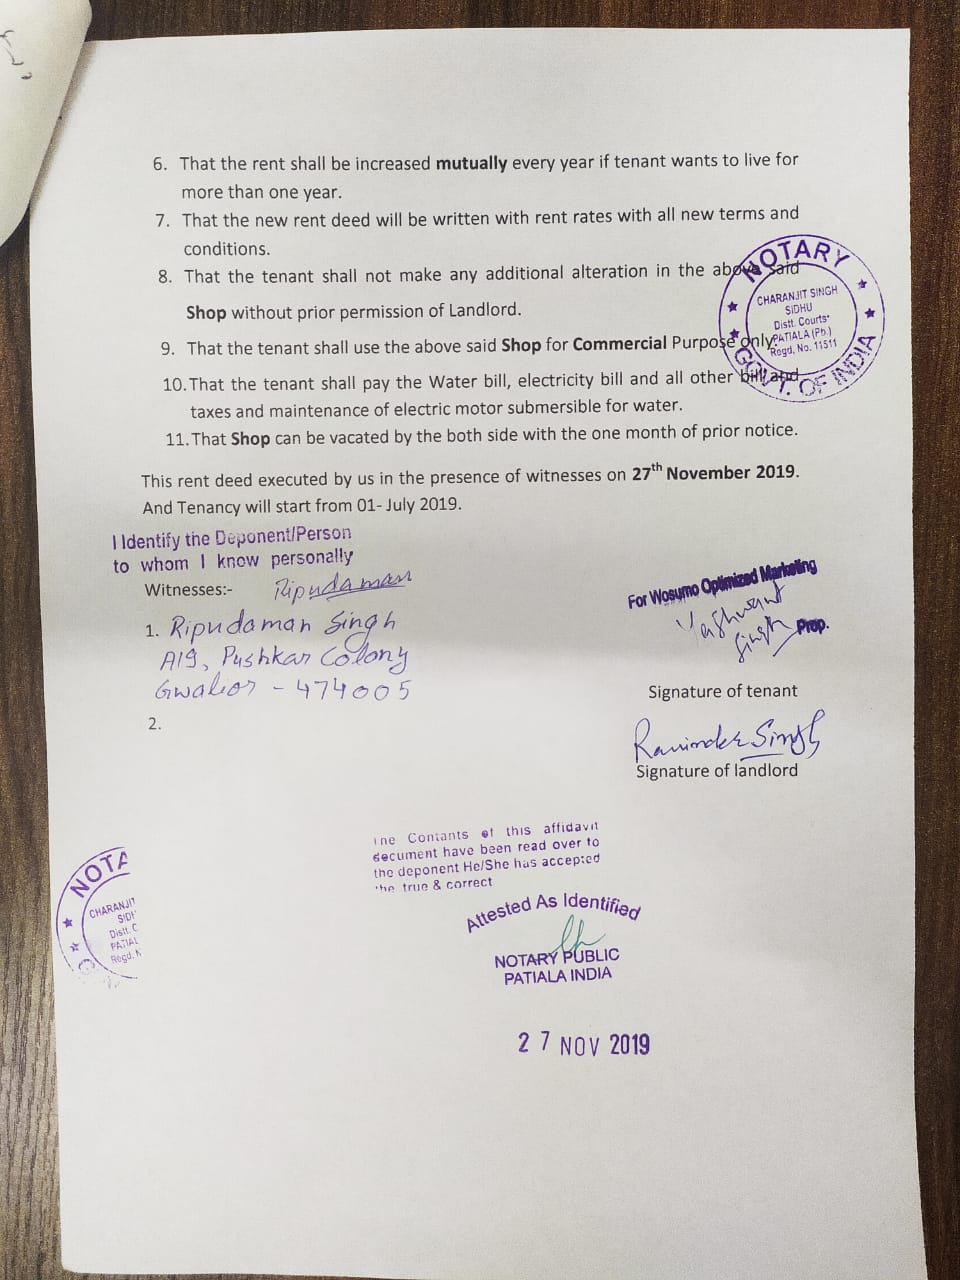 6. That the rent shall be increased mutually every year if tenant wants to live for
more than one year.
7. That the new rent deed will be written with rent rates with all new terms and
conditions.
8. That the tenant shall not make any additional alteration in the above said
Shop without prior permission of Landlord.
9. That the tenant shall use the above said Shop for Commercial Purpose only.
10. That the tenant shall pay the Water bill, electricity bill and all other bill and
taxes and maintenance of electric motor submersible for water.
11. That Shop can be vacated by the both side with the one month of prior notice.
NOTARY
CHARANJIT SINGH
SIDHU
Distt. Courts
PATIALA (Pb.)
Regd. No. 11511
GOVT. OF INDIA
This rent deed executed by us in the presence of witnesses on 27th November 2019.
And Tenancy will start from 01- July 2019.
I Identify the Deponent/Person
to whom I know personally
Witnesses:- Ripudaman
1. Ripudaman Singh
A19, Pushkar Colony
Gwalior - 474005
2.
For Wosumo Optimized Marketing
Yashwant
Singh Prop.
Signature of tenant
Ravinder Singh
Signature of landlord
The Contants of this affidavit
document have been read over to
the deponent He/She has accepted
the true & correct
Attested As Identified
NOTARY PUBLIC
PATIALA INDIA
27 NOV 2019
NOTA
CHARANJIT
SID
Distt. C
PATIAL
Regd. N